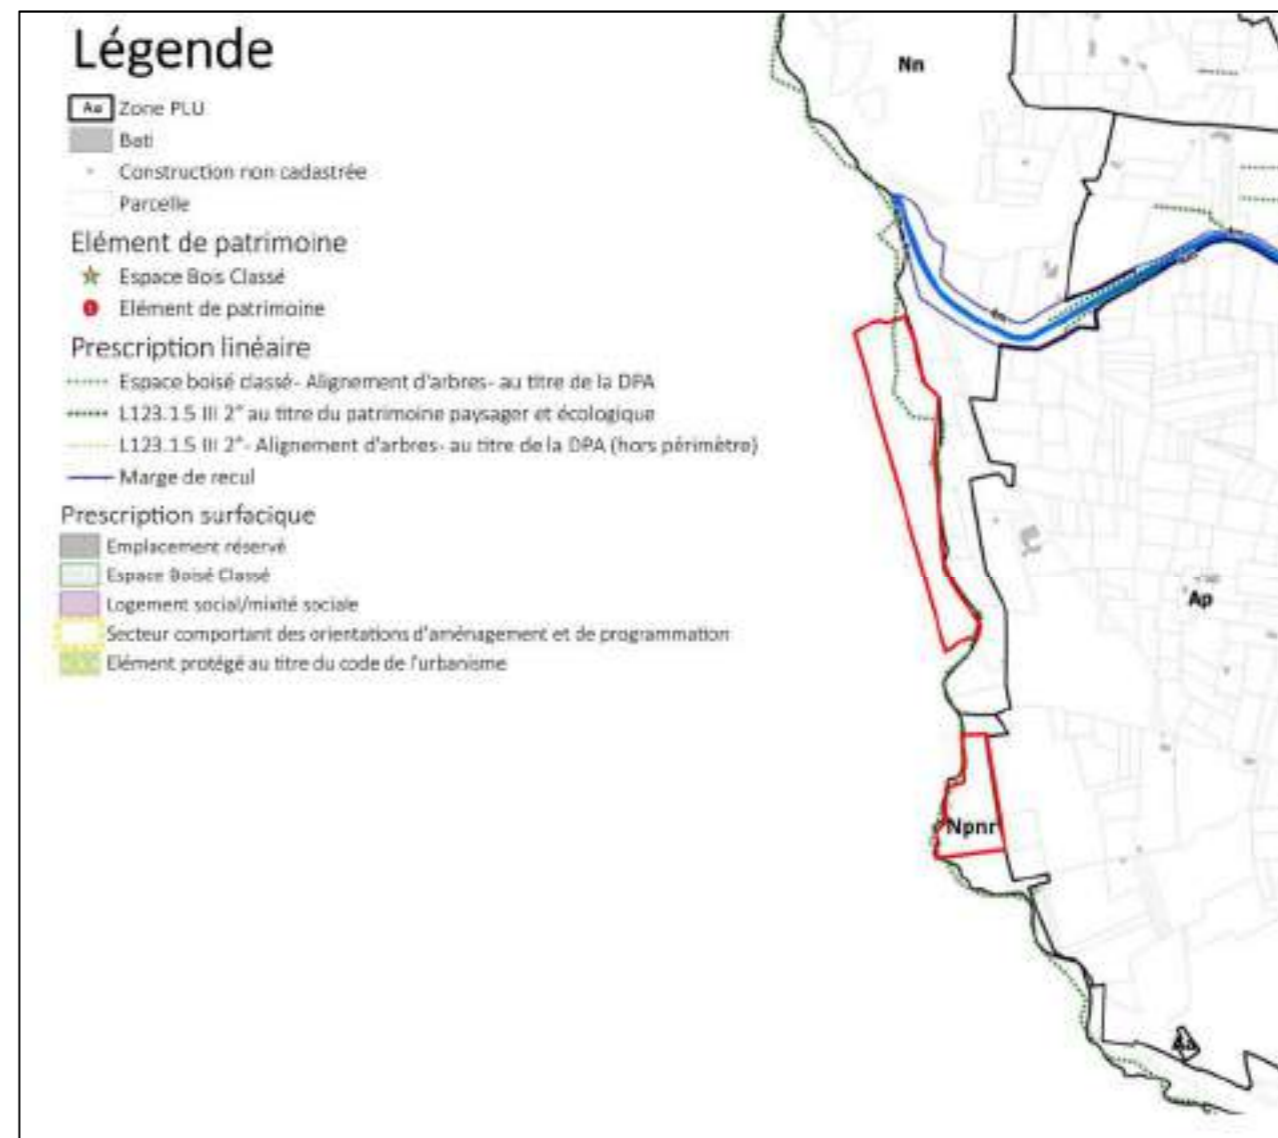 Légende
Aa Zone PLU
Bati
Construction non cadastrée
Parcelle
Elément de patrimoine
Espace Bois Classé
Elément de patrimoine
Prescription linéaire
Espace boisé classé- Alignement d'arbres- au titre de la DPA
L123.1.5 III 2° au titre du patrimoine paysager et écologique
L123.1.5 III 2°- Alignement d'arbres- au titre de la DPA (hors périmètre)
Marge de recul
Prescription surfacique
Emplacement réservé
Espace Boisé Classé
Logement social/mixité sociale
Secteur comportant des orientations d'aménagement et de programmation
Elément protégé au titre du code de l'urbanisme
Nn
Ap
Npnr
Aa